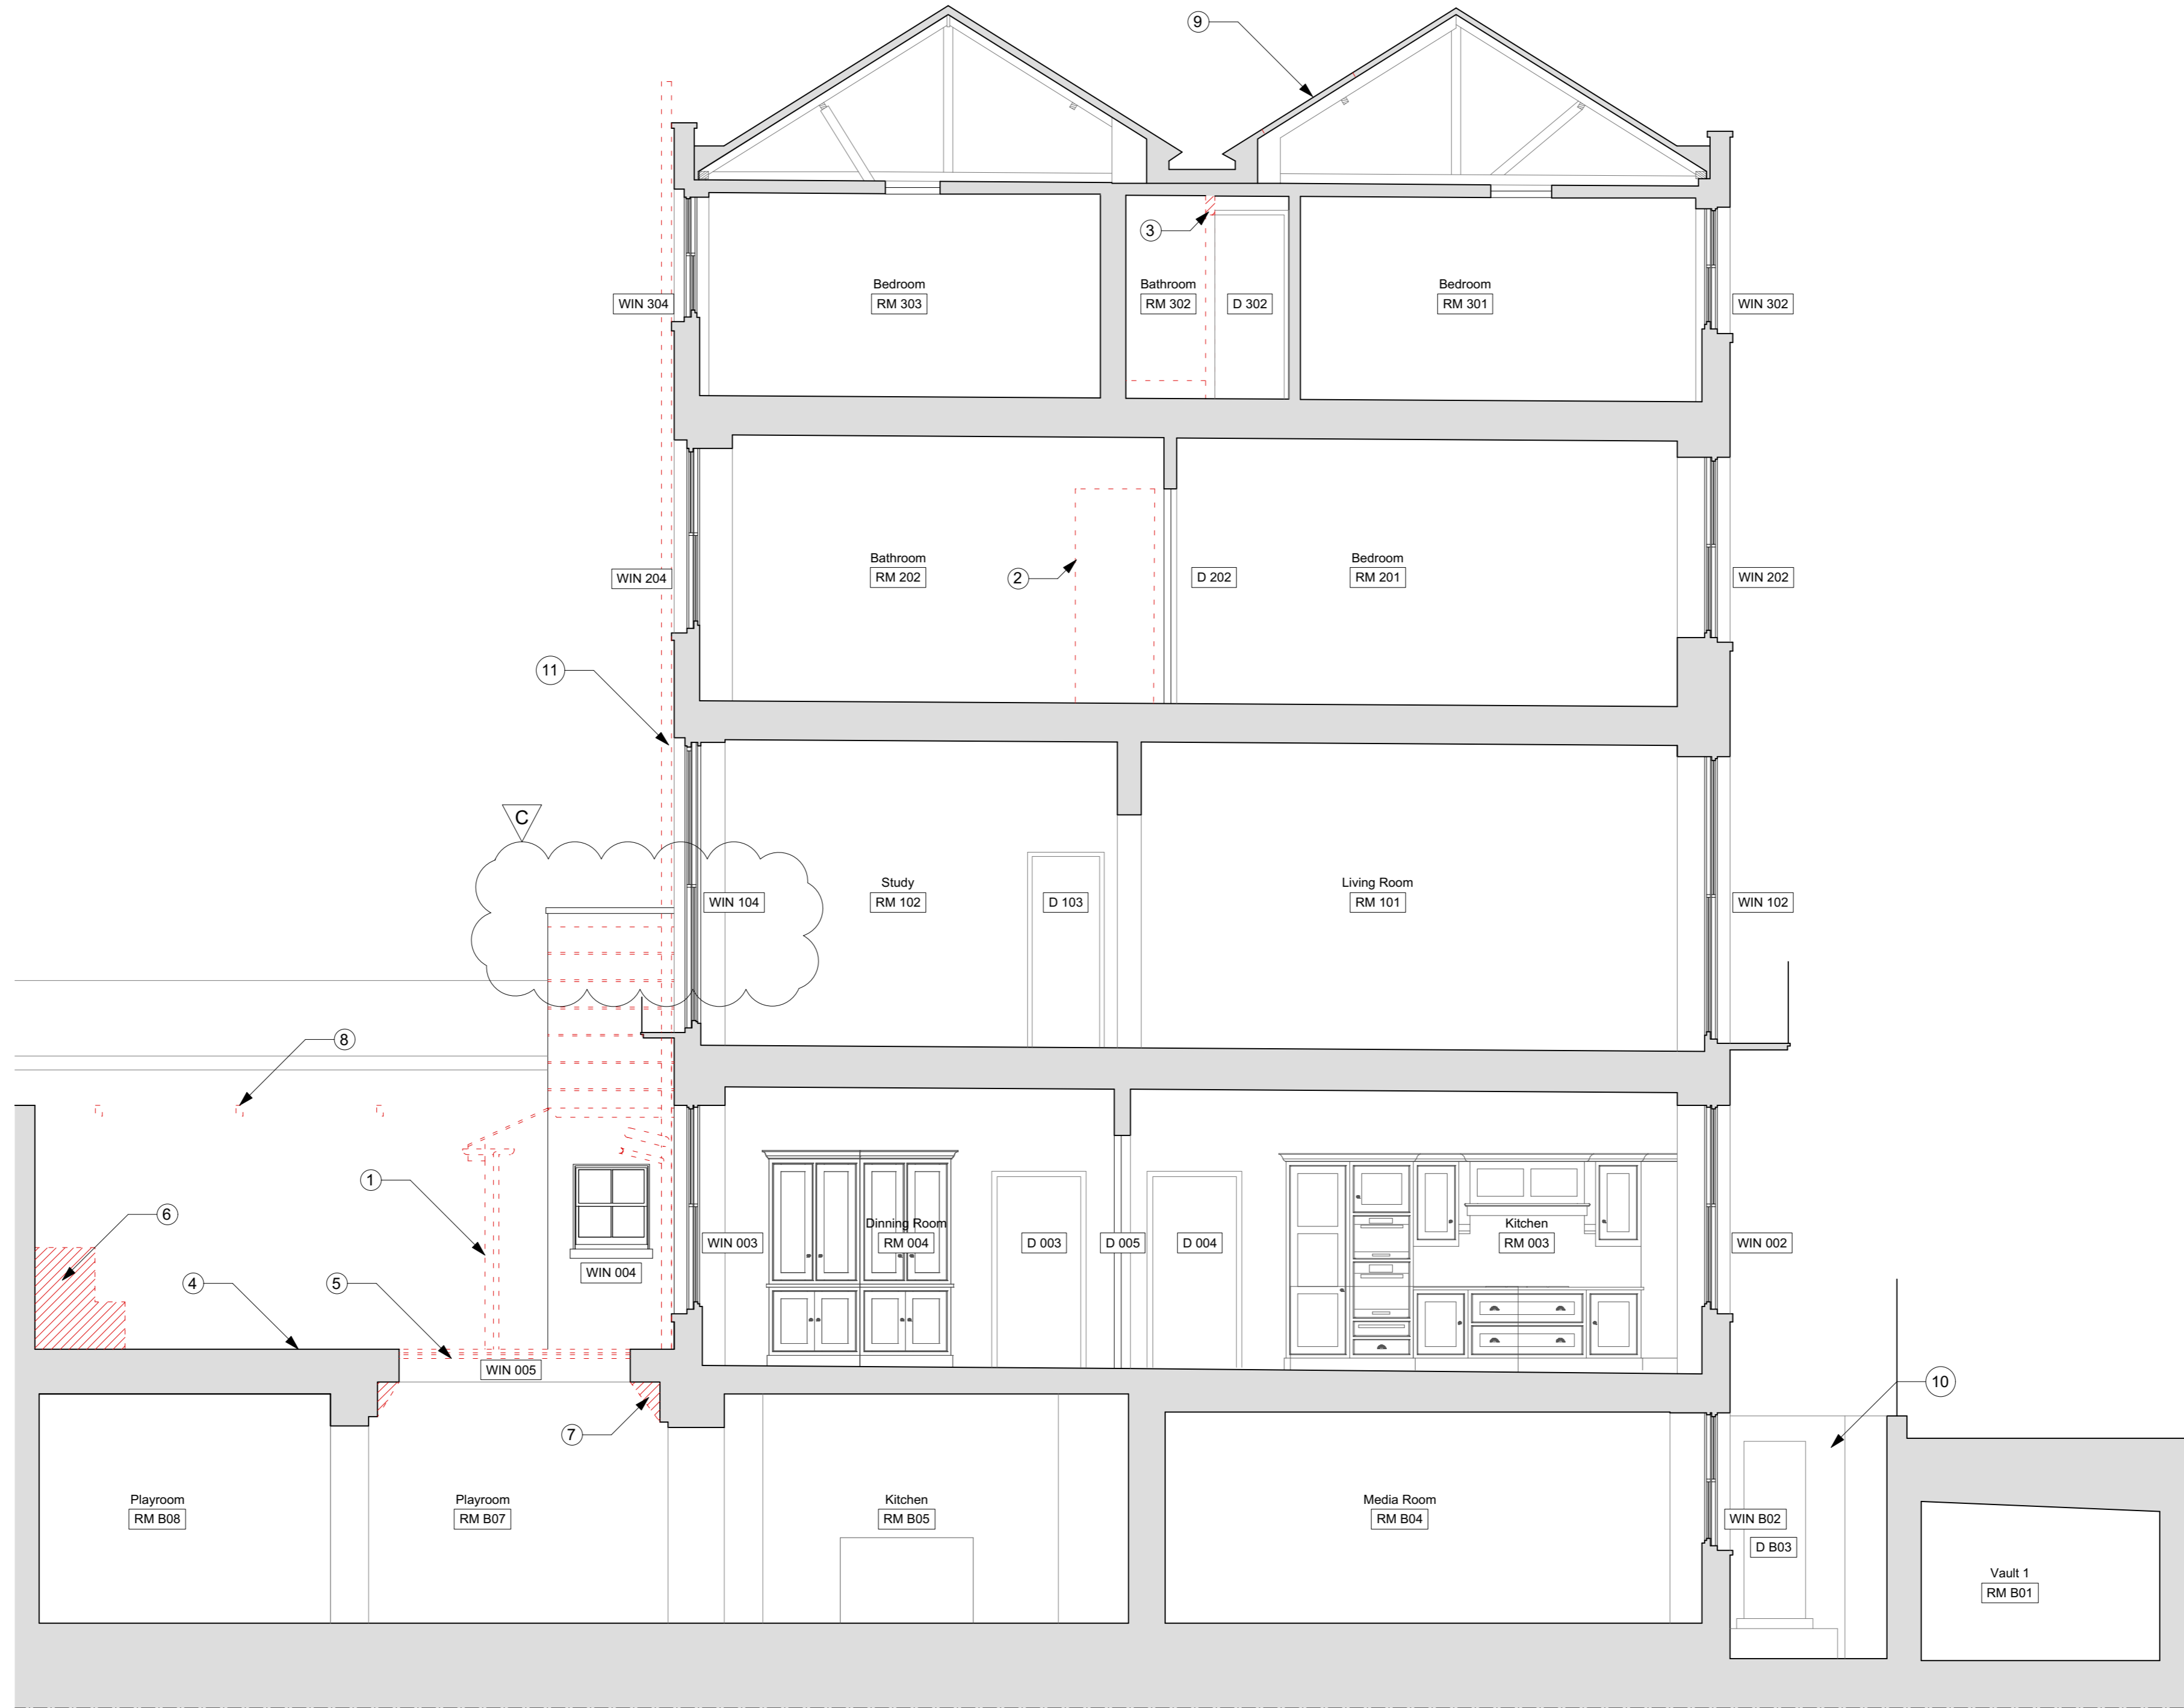 9
3
Bedroom
RM 303
Bathroom
RM 302
D 302
Bedroom
RM 301
WIN 304
WIN 302
Bathroom
RM 202
2
D 202
Bedroom
RM 201
WIN 204
WIN 202
11
C
WIN 104
Study
RM 102
D 103
Living Room
RM 101
WIN 102
8
1
6
4
5
WIN 004
WIN 003
Dinning Room
RM 004
D 003
D 005
D 004
Kitchen
RM 003
WIN 002
WIN 005
7
10
Playroom
RM B08
Playroom
RM B07
Kitchen
RM B05
Media Room
RM B04
WIN B02
D B03
Vault 1
RM B01